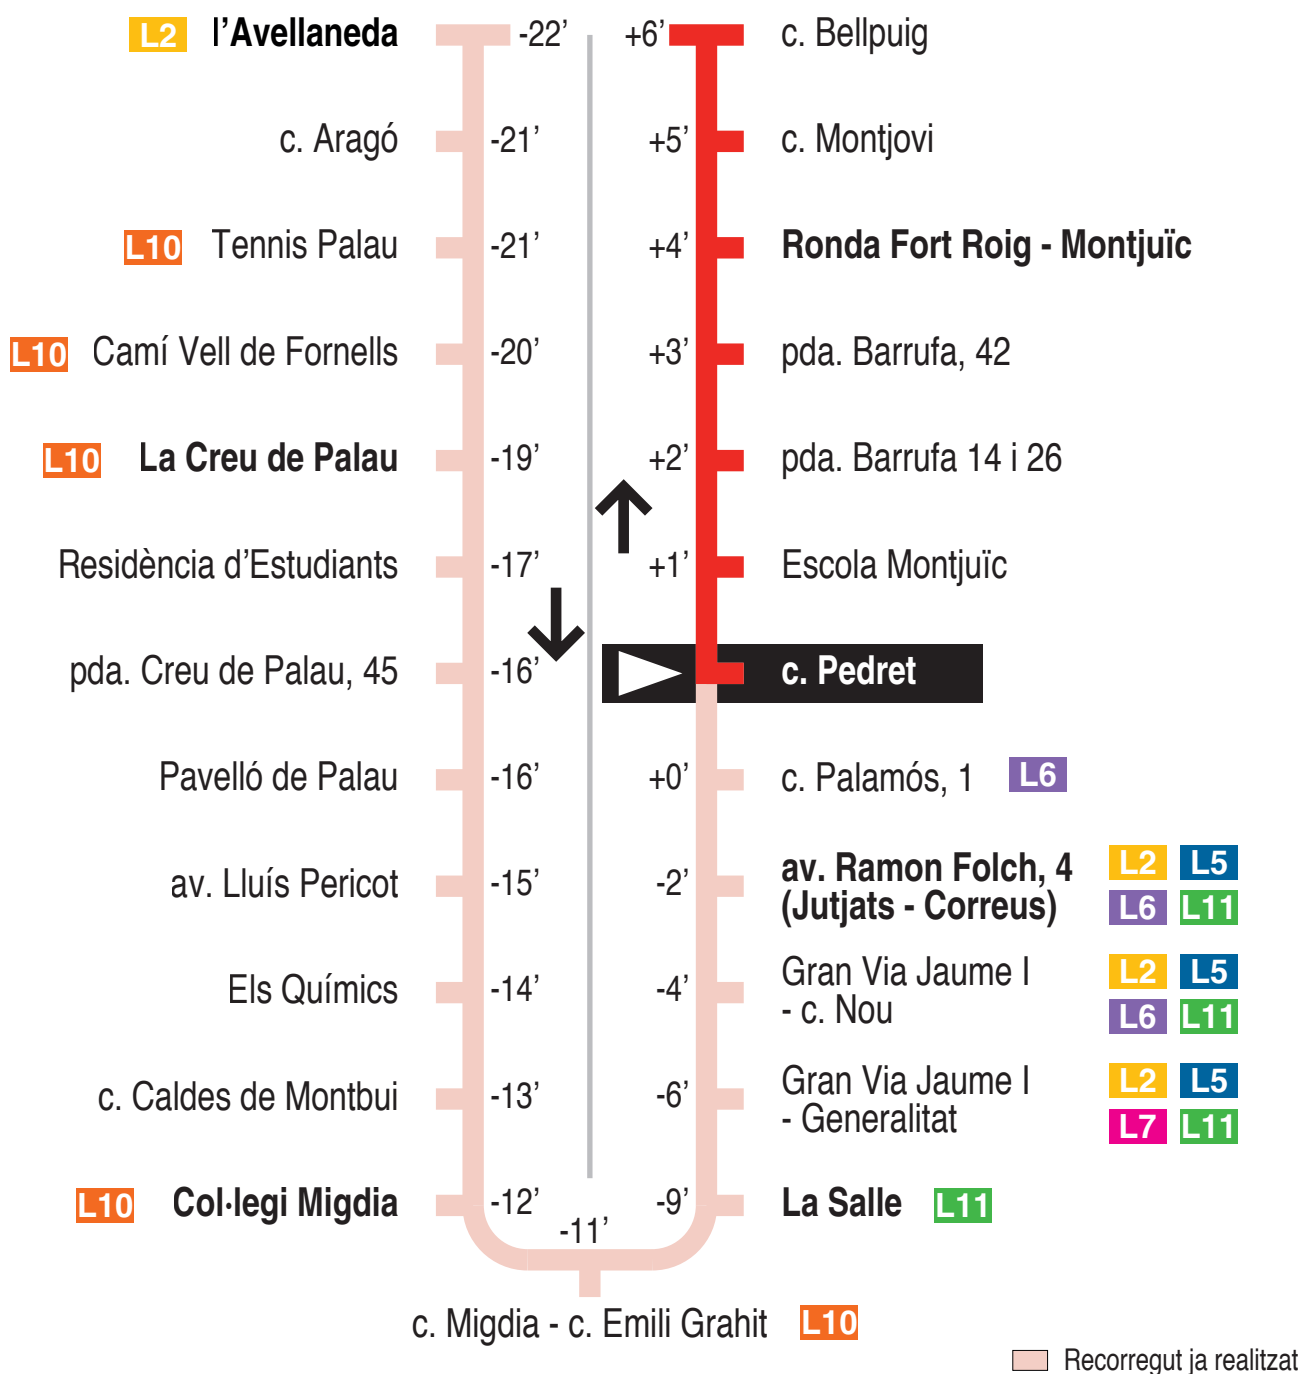 L2 l’Avellaneda -22’
c. Aragó -21’
L10 Tennis Palau -21’
L10 Camí Vell de Fornells -20’
L10 La Creu de Palau -19’
Residència d’Estudiants -17’
pda. Creu de Palau, 45 -16’
Pavelló de Palau -16’
av. Lluís Pericot -15’
Els Químics -14’
c. Caldes de Montbui -13’
L10 Col·legi Migdia -12’
-11’
c. Migdia - c. Emili Grahit L10
+6’ c. Bellpuig
+5’ c. Montjovi
+4’ Ronda Fort Roig - Montjuïc
+3’ pda. Barrufa, 42
+2’ pda. Barrufa 14 i 26
+1’ Escola Montjuïc
c. Pedret
+0’ c. Palamós, 1 L6
-2’ av. Ramon Folch, 4 L2 L5
(Jutjats - Correus) L6 L11
-4’ Gran Via Jaume I L2 L5
- c. Nou L6 L11
-6’ Gran Via Jaume I L2 L5
- Generalitat L7 L11
-9’ La Salle L11
Recorregut ja realitzat